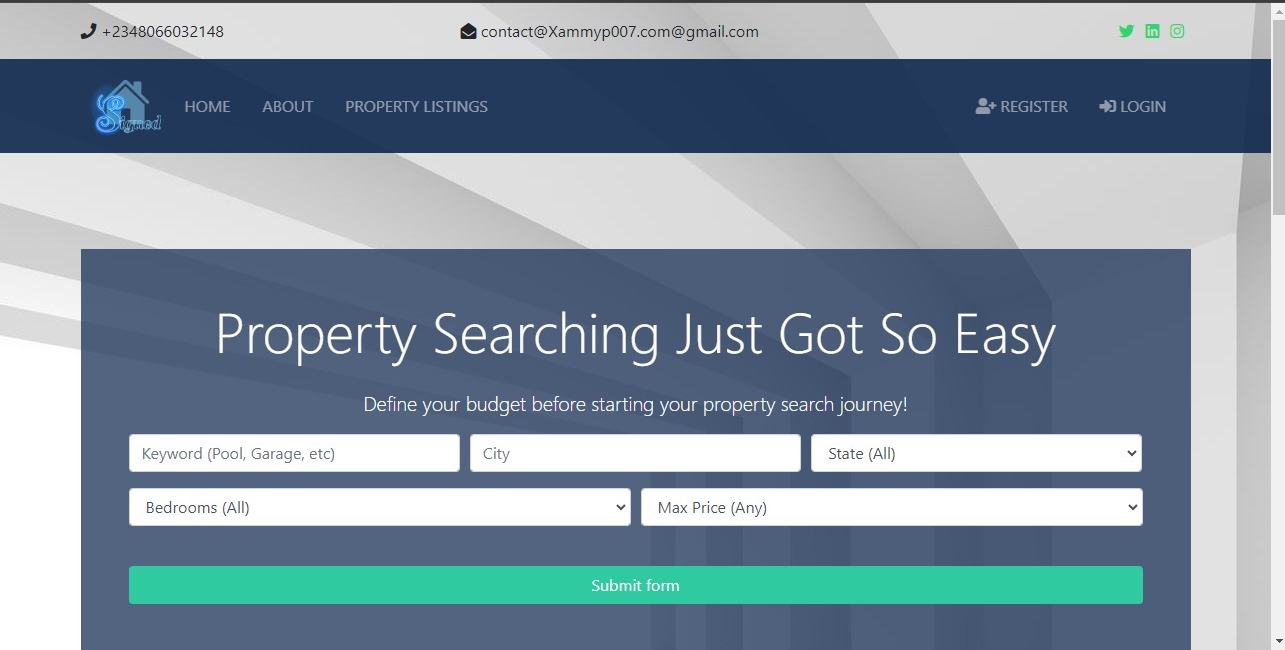 +2348066032148
contact@Xammyp007.com@gmail.com
Signed
HOME
ABOUT
PROPERTY LISTINGS
REGISTER
LOGIN
Property Searching Just Got So Easy
Define your budget before starting your property search journey!
Keyword (Pool, Garage, etc)
City
State (All)
Bedrooms (All)
Max Price (Any)
Submit form